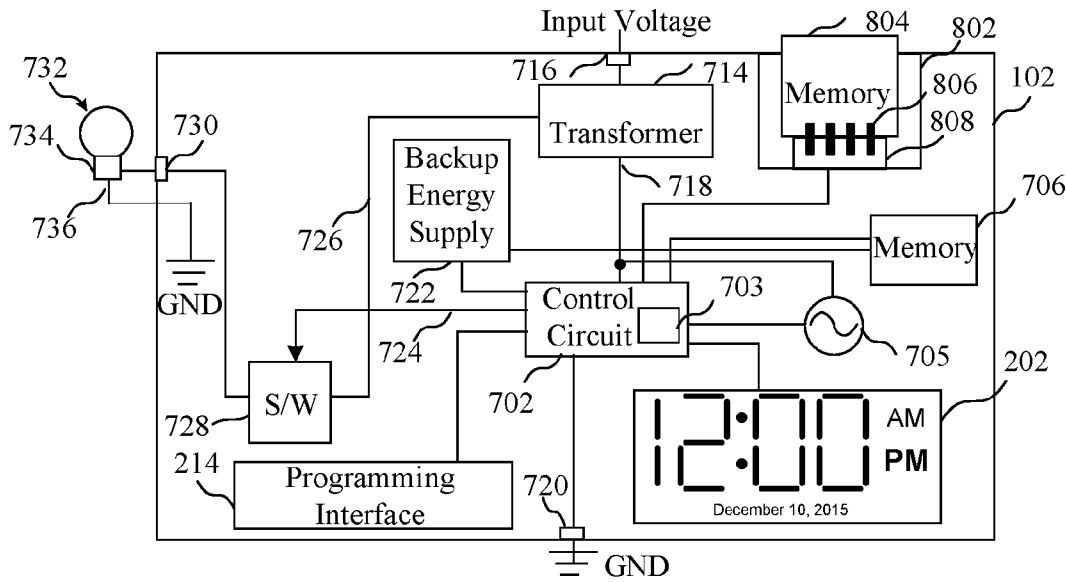 Input Voltage
804
802
732
716
714
Memory
806
102
730
808
734
Transformer
Backup
Energy
Supply
718
706
736
726
Memory
722
GND
Control
Circuit
703
724
705
702
202
S/W
728
12:00
AM
PM
214
Programming
Interface
720
December 10, 2015
GND